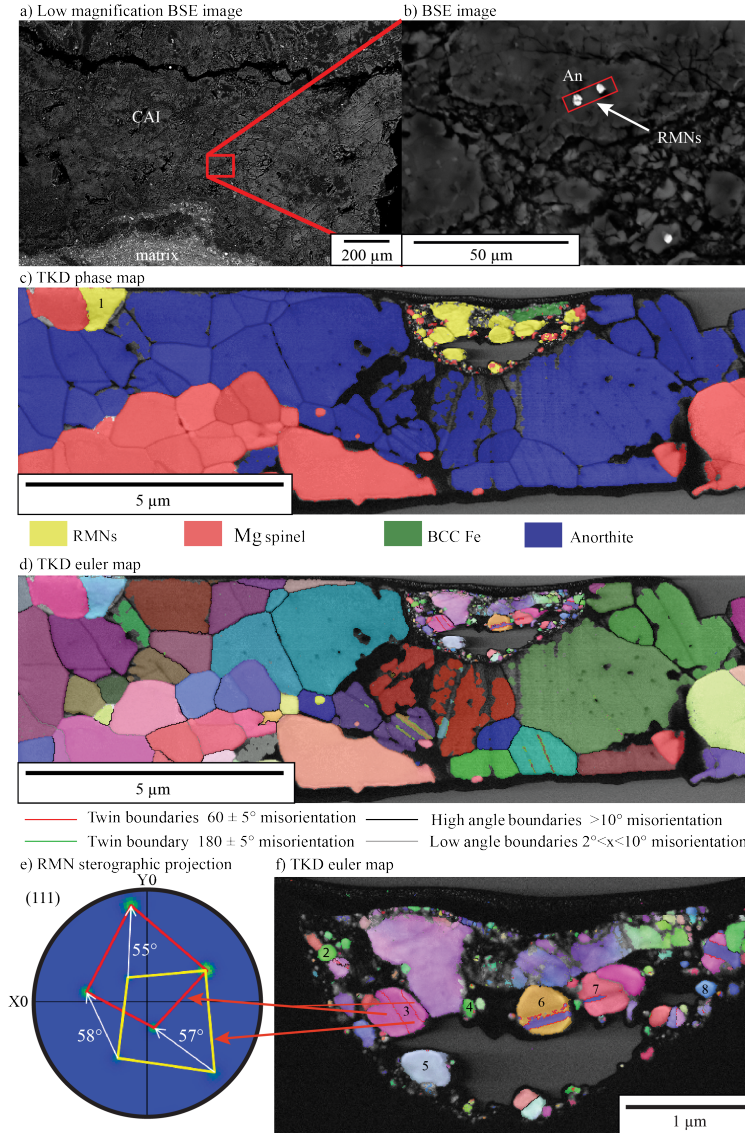 a) Low magnification BSE image
b) BSE image
CAI
An
RMNs
matrix
200 µm
50 µm
c) TKD phase map
1
5 µm
RMNs
Mg spinel
BCC Fe
Anorthite
d) TKD euler map
5 µm
Twin boundaries 60 ± 5° misorientation
High angle boundaries >10° misorientation
Twin boundary 180 ± 5° misorientation
Low angle boundaries 2°<x<10° misorientation
e) RMN sterographic projection
f) TKD euler map
Y0
(111)
55°
X0
58°
57°
2
3
4
5
6
7
8
1 µm